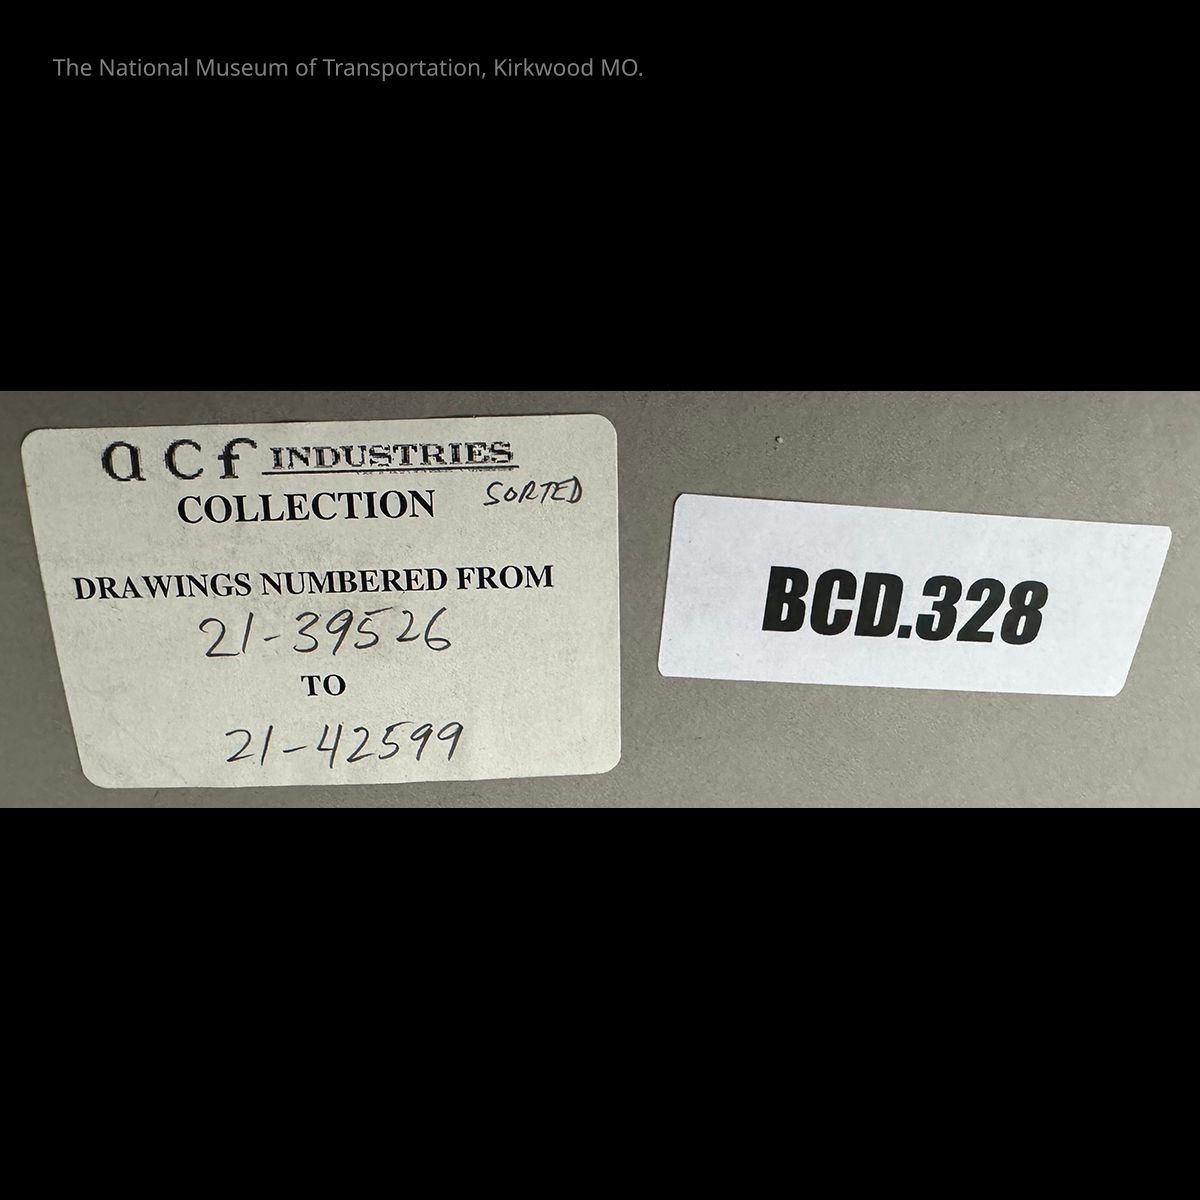 The National Museum of Transportation, Kirkwood MO.
acf INDUSTRIES
COLLECTION SORTED
DRAWINGS NUMBERED FROM
21-39526
TO
21-42599
BCD.328